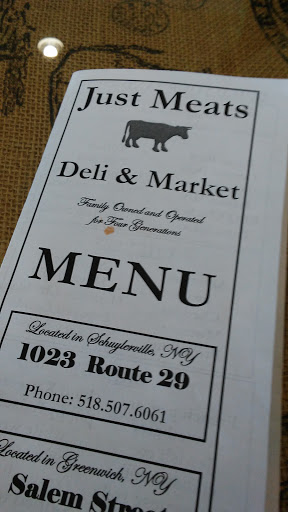 Just Meats
Deli & Market
Family Owned and Operated
for Four Generations
MENU
Located in Schuylerville, NY
1023 Route 29
Phone: 518.507.6061
Located in Greenwich, NY
Salem Street